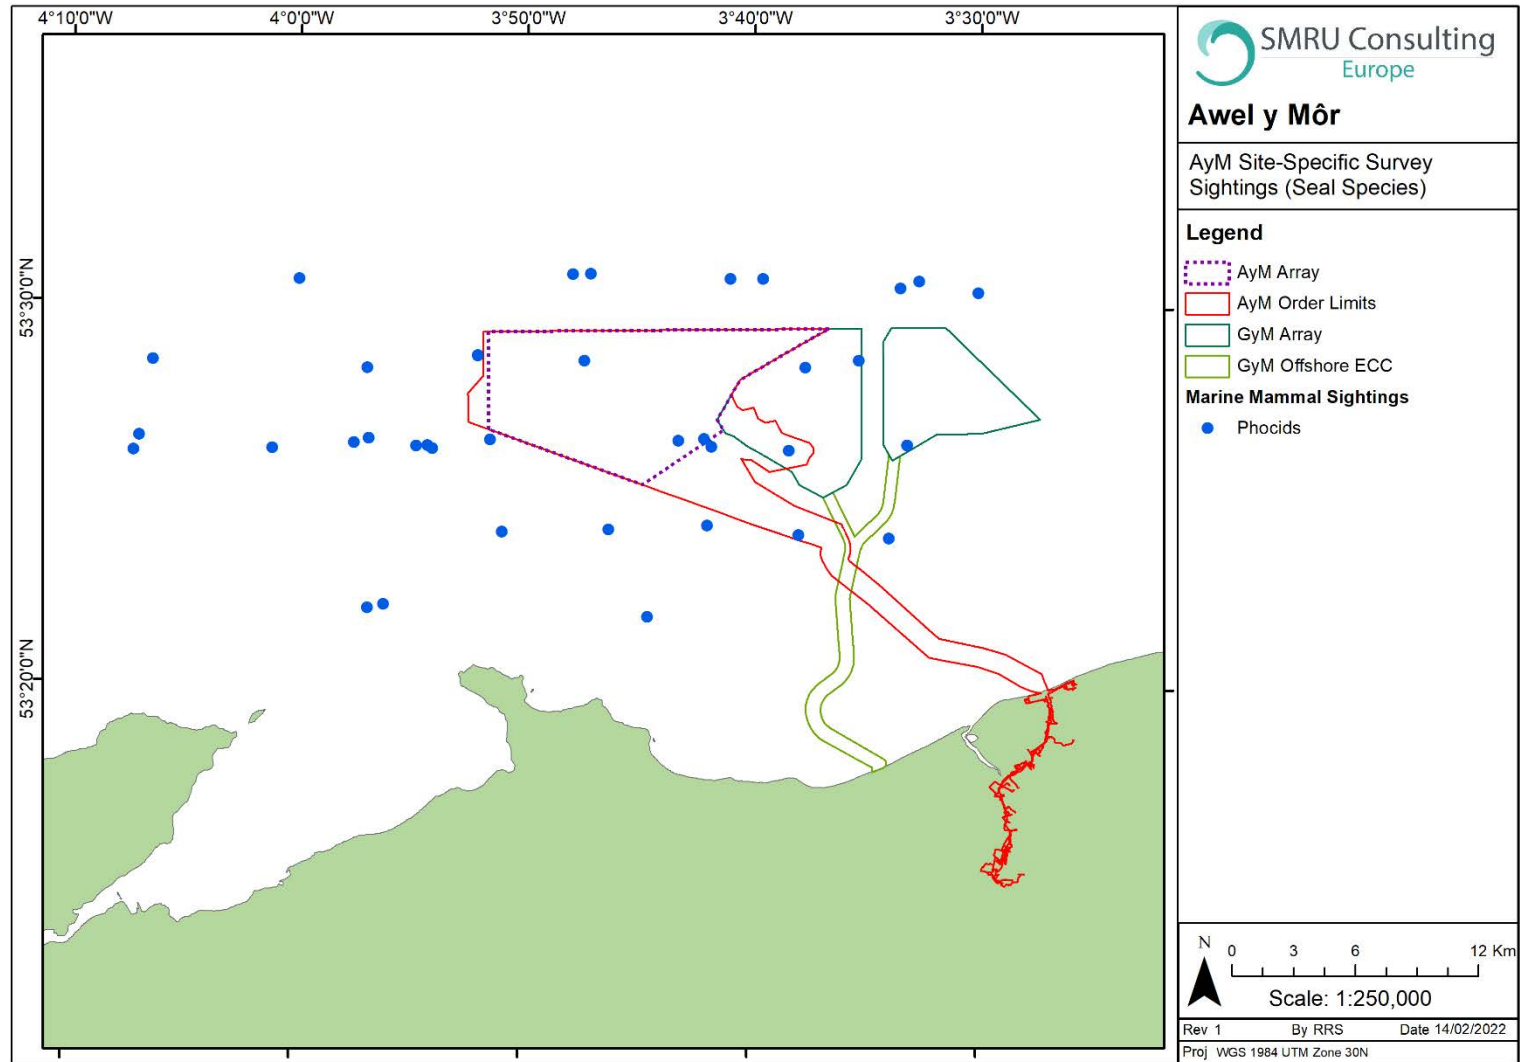 4°10'0"W 4°0'0"W 3°50'0"W 3°40'0"W 3°30'0"W
53°30'0"N
53°20'0"N
SMRU Consulting
Europe
Awel y Môr
AyM Site-Specific Survey
Sightings (Seal Species)
Legend
AyM Array
AyM Order Limits
GyM Array
GyM Offshore ECC
Marine Mammal Sightings
Phocids
N
0 3 6 12 Km
Scale: 1:250,000
Rev 1 By RRS Date 14/02/2022
Proj WGS 1984 UTM Zone 30N